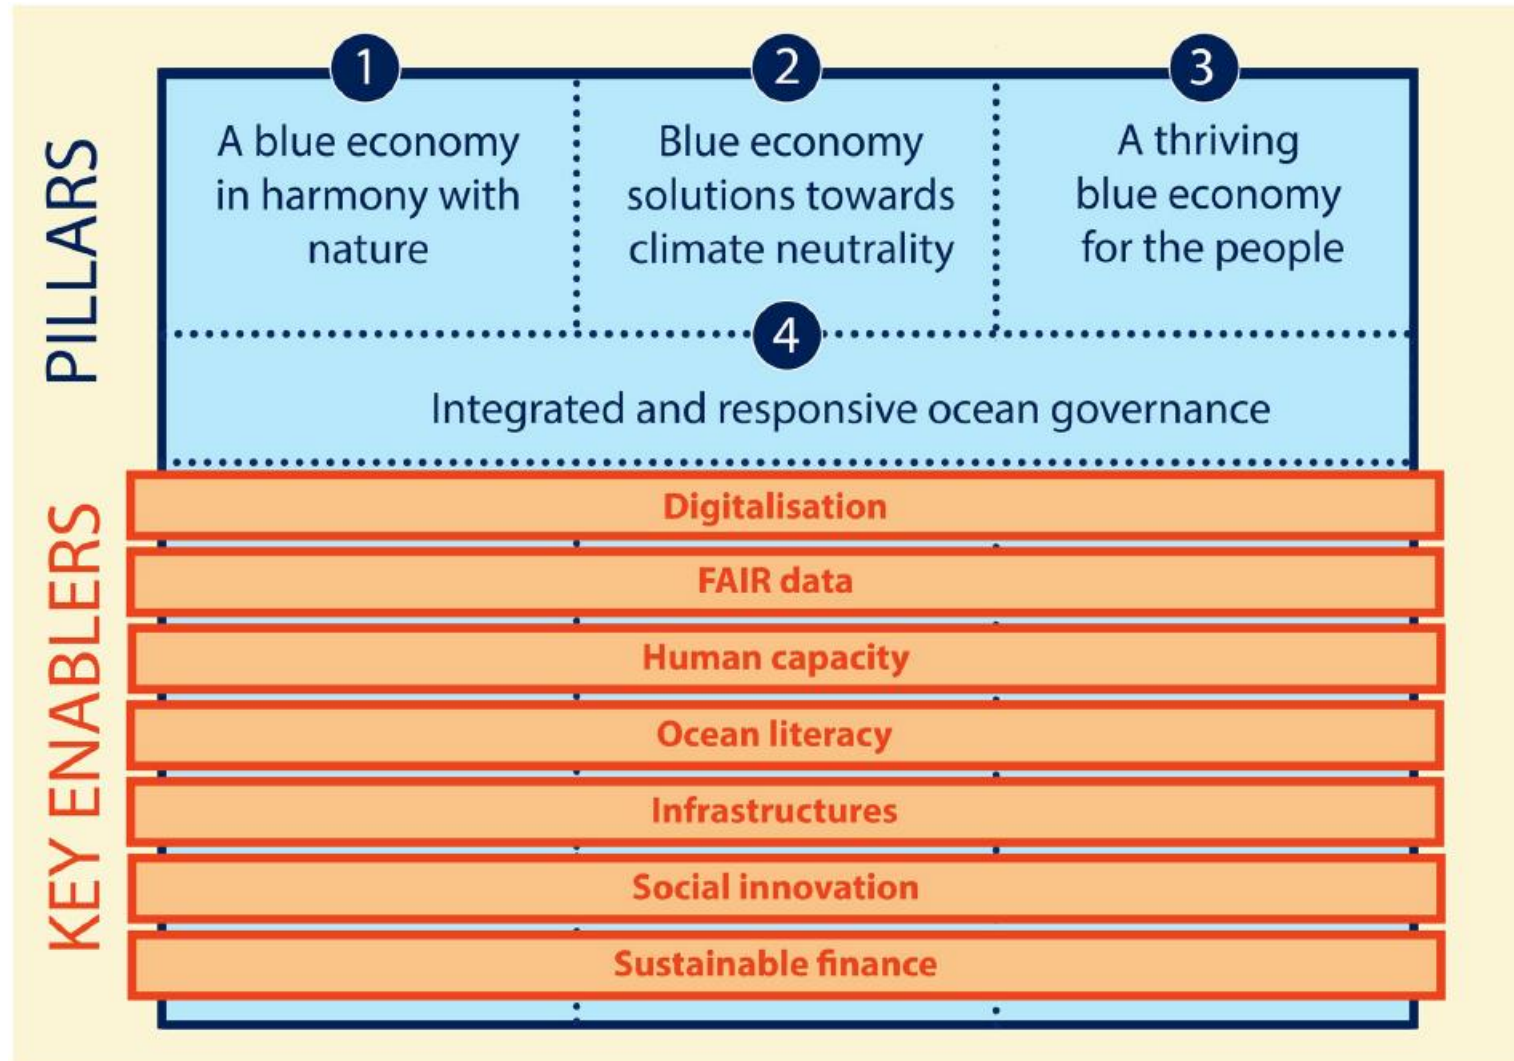 PILLARS
1
A blue economy
in harmony with
nature
2
Blue economy
solutions towards
climate neutrality
3
A thriving
blue economy
for the people
4
Integrated and responsive ocean governance
KEY ENABLERS
Digitalisation
FAIR data
Human capacity
Ocean literacy
Infrastructures
Social innovation
Sustainable finance